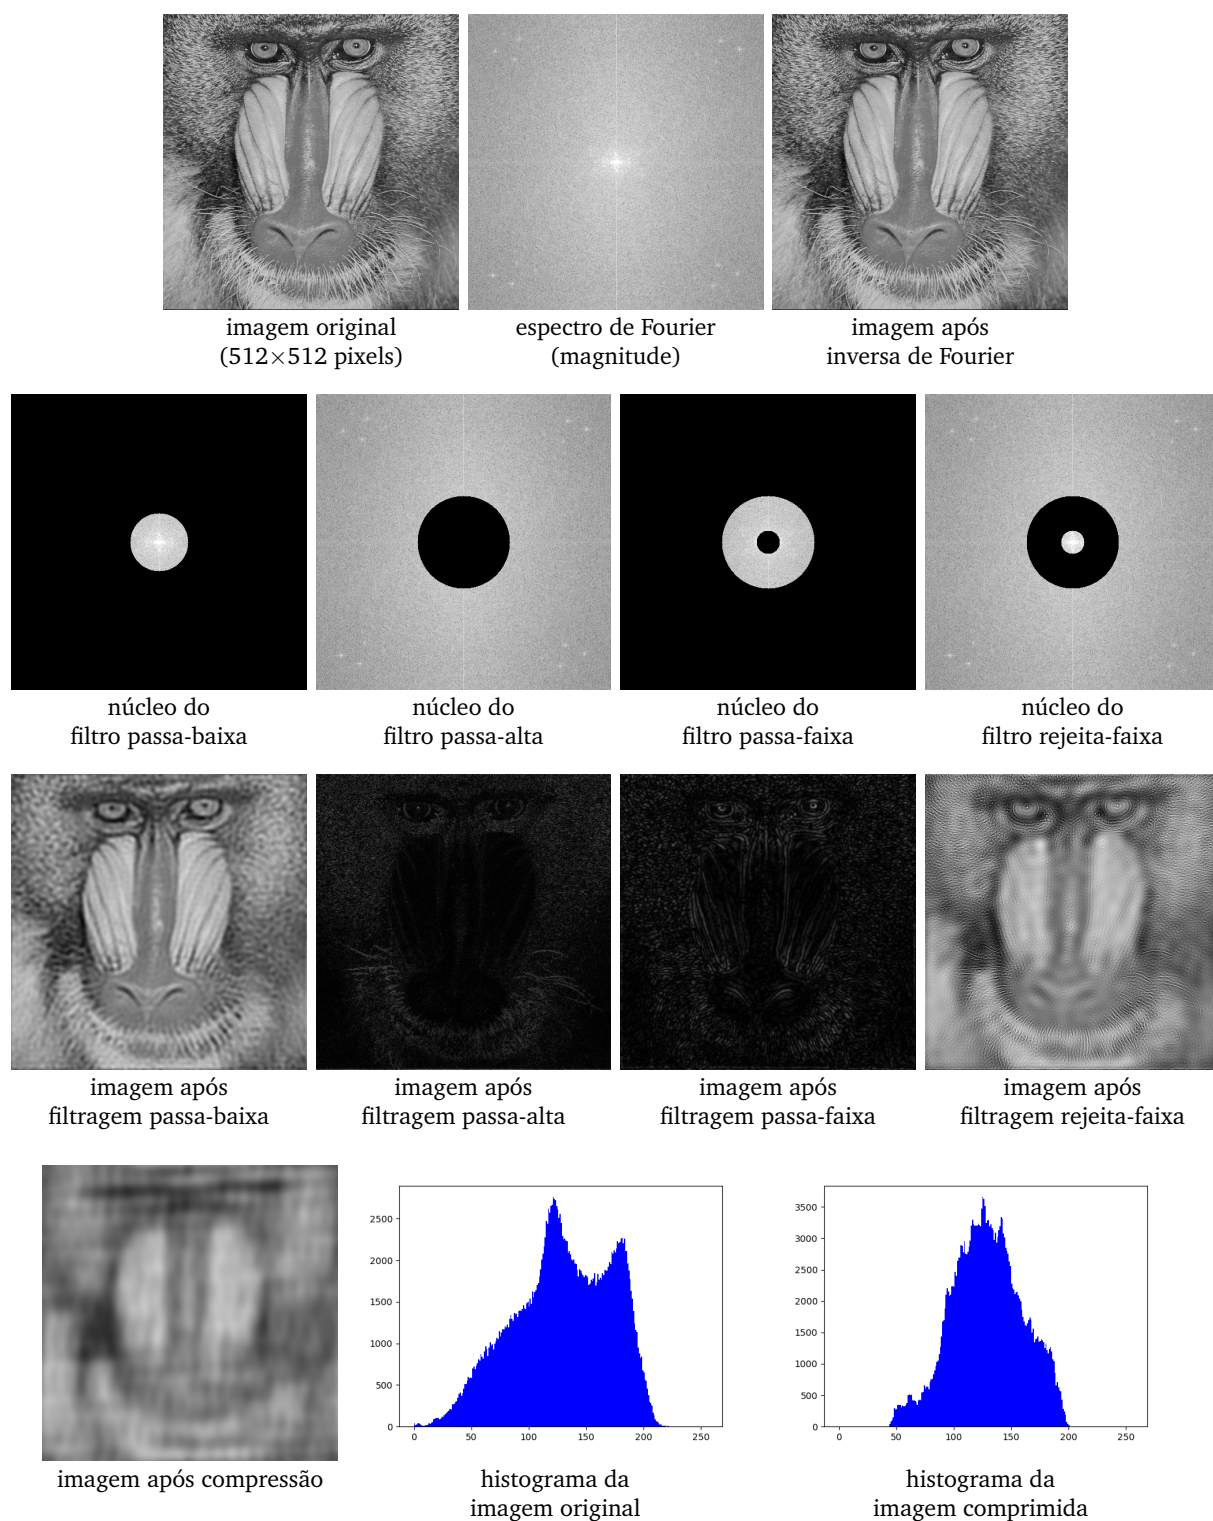 imagem original
(512×512 pixels)
espectro de Fourier
(magnitude)
imagem após
inversa de Fourier
núcleo do
filtro passa-baixa
núcleo do
filtro passa-alta
núcleo do
filtro passa-faixa
núcleo do
filtro rejeita-faixa
imagem após
filtragem passa-baixa
imagem após
filtragem passa-alta
imagem após
filtragem passa-faixa
imagem após
filtragem rejeita-faixa
2500
2000
1500
1000
500
0
0 50 100 150 200 250
3500
3000
2500
2000
1500
1000
500
0
0 50 100 150 200 250
imagem após compressão
histograma da
imagem original
histograma da
imagem comprimida